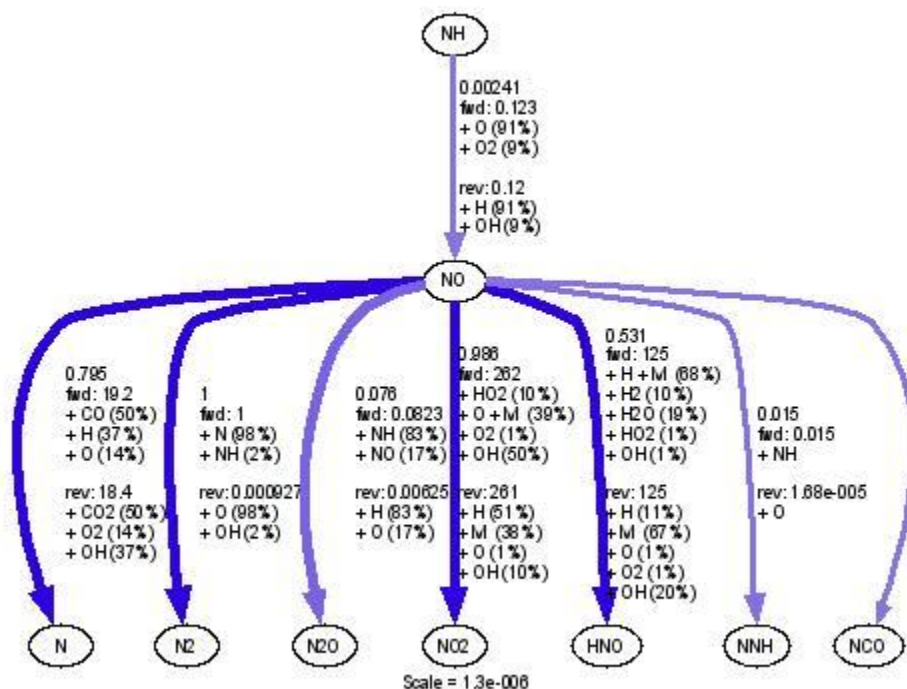 NH
0.00241
fwd: 0.123
+ O (91%)
+ O2 (9%)
rev: 0.12
+ H (91%)
+ OH (9%)
NO
0.795
fwd: 19.2
+ CO (50%)
+ H (37%)
+ O (14%)
rev: 18.4
+ CO2 (50%)
+ O2 (14%)
+ OH (37%)
1
fwd: 1
+ N (98%)
+ NH (2%)
rev: 0.000927
+ O (98%)
+ OH (2%)
0.076
fwd: 0.0823
+ NH (83%)
+ NO (17%)
rev: 0.00625
+ H (83%)
+ O (17%)
0.986
fwd: 262
+ HO2 (10%)
+ O + M (39%)
+ O2 (1%)
+ OH (50%)
rev: 261
+ H (51%)
+ M (38%)
+ O (1%)
+ OH (10%)
0.531
fwd: 125
+ H + M (68%)
+ H2 (10%)
+ H2O (19%)
+ HO2 (1%)
+ OH (1%)
rev: 125
+ H (11%)
+ M (67%)
+ O (1%)
+ O2 (1%)
+ OH (20%)
0.015
fwd: 0.015
+ NH
rev: 1.68e-005
+ O
N
N2
N2O
NO2
HNO
NNH
NCO
Scale = 1.3e-006